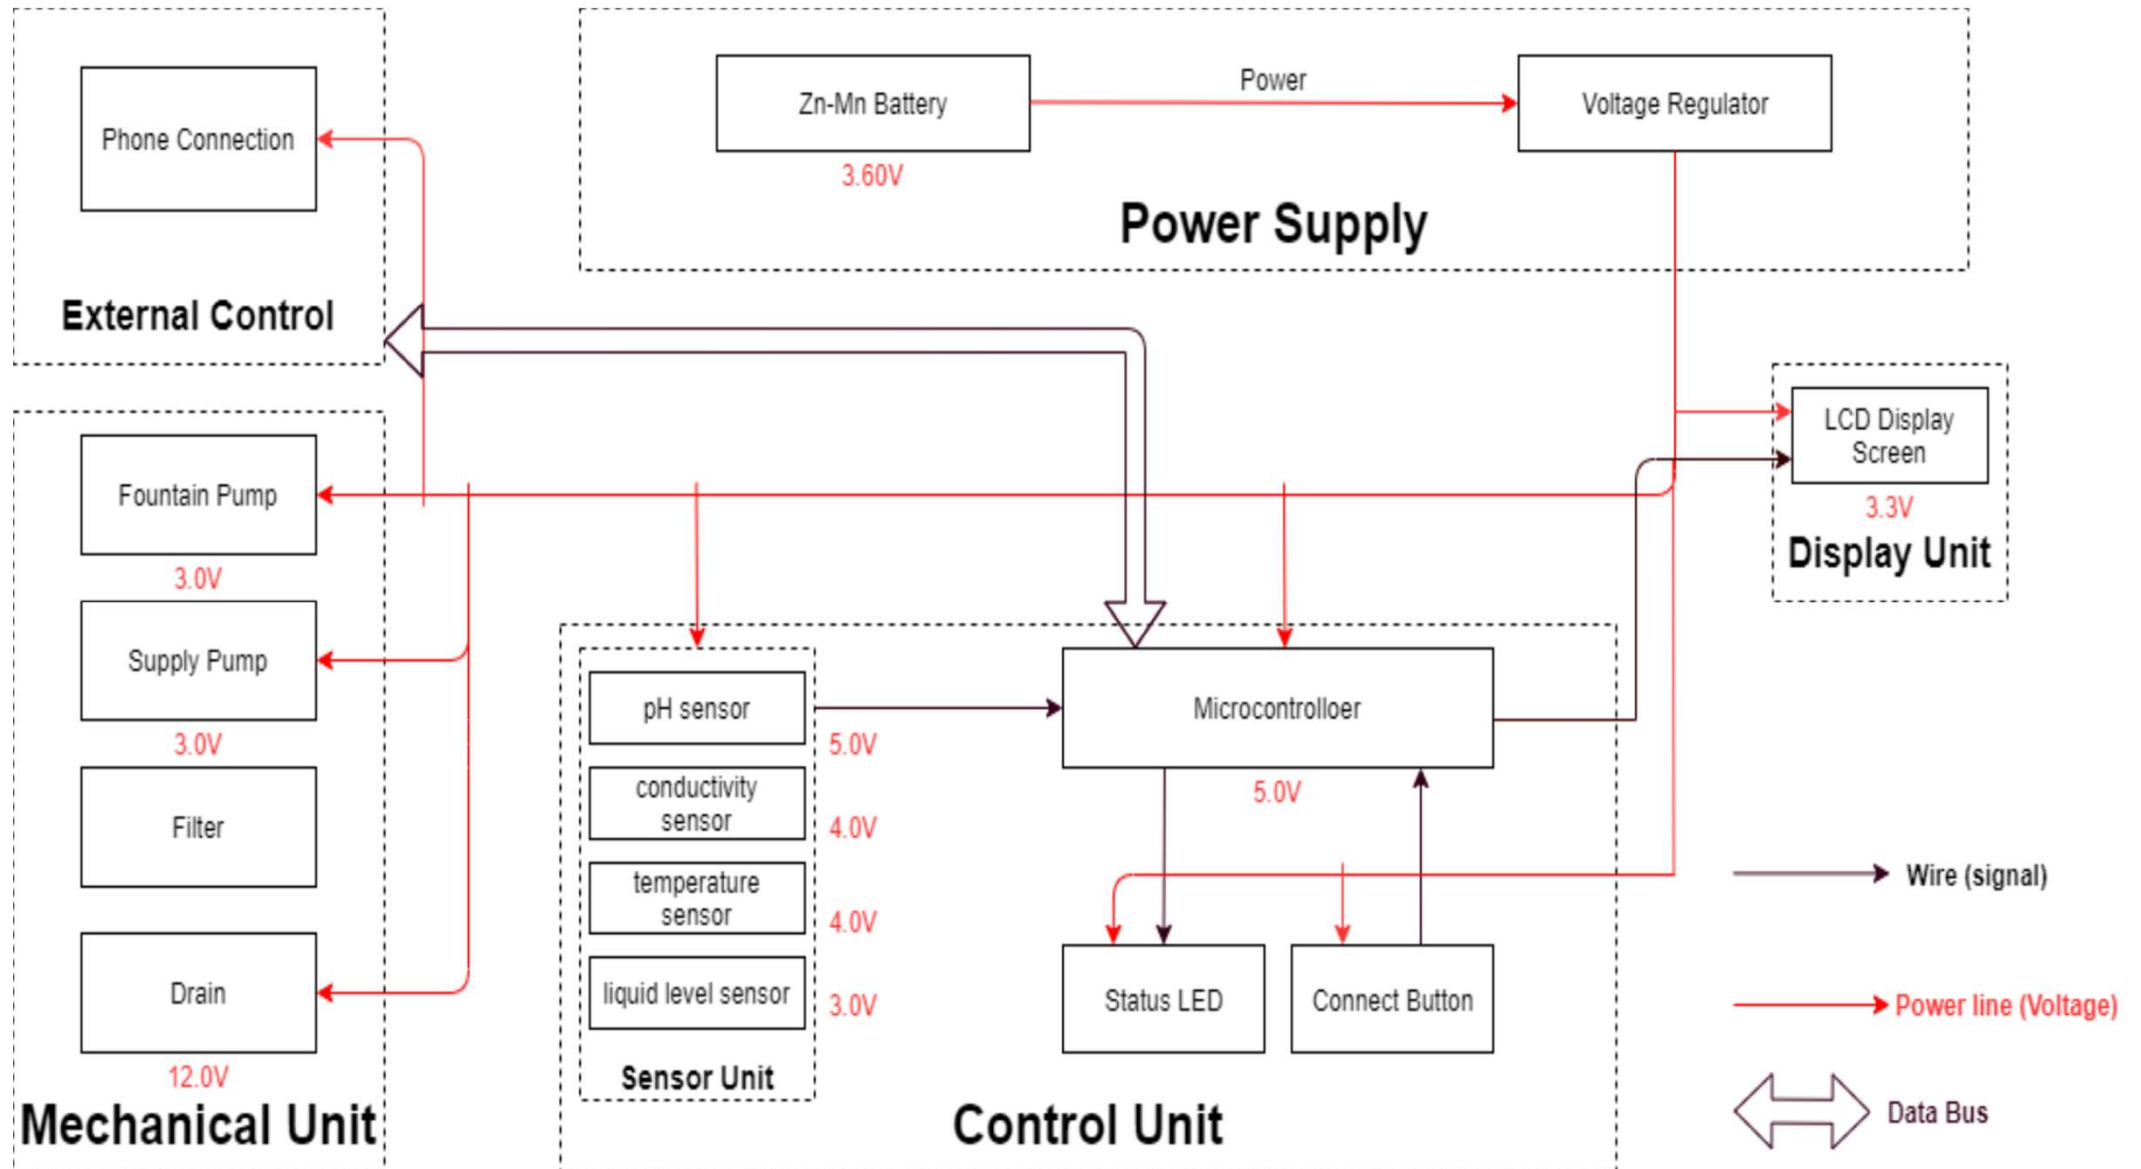 Phone Connection
External Control
Zn-Mn Battery
3.60V
Power
Voltage Regulator
Power Supply
LCD Display
Screen
3.3V
Display Unit
Fountain Pump
3.0V
Supply Pump
3.0V
Filter
Drain
12.0V
Mechanical Unit
pH sensor
5.0V
conductivity
sensor
4.0V
temperature
sensor
4.0V
liquid level sensor
3.0V
Sensor Unit
Microcontrolloer
5.0V
Status LED
Connect Button
Control Unit
Wire (signal)
Power line (Voltage)
Data Bus